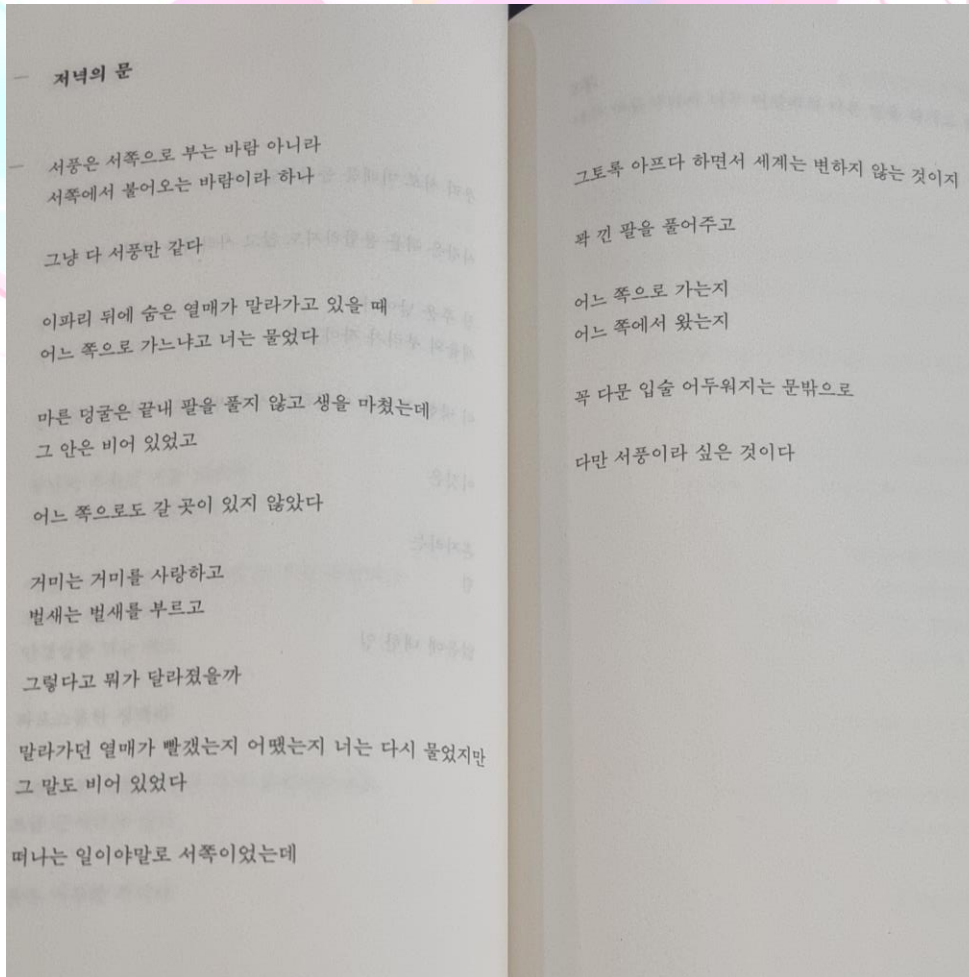 저녁의 문
서풍은 서쪽으로 부는 바람 아니라
서쪽에서 불어오는 바람이라 하나
그냥 다 서풍만 같다
이파리 뒤에 숨은 열매가 말라가고 있을 때
어느 쪽으로 가느냐고 너는 물었다
마른 덩굴은 끝내 팔을 풀지 않고 생을 마쳤는데
그 안은 비어 있었고
어느 쪽으로도 갈 곳이 있지 않았다
거미는 거미를 사랑하고
벌새는 벌새를 부르고
그렇다고 뭐가 달라졌을까
말라가던 열매가 빨갰는지 어땠는지 너는 다시 물었지만
그 말도 비어 있었다
떠나는 일이야말로 서쪽이었는데
그토록 아프다 하면서 세계는 변하지 않는 것이지
꽉 낀 팔을 풀어주고
어느 쪽으로 가는지
어느 쪽에서 왔는지
꼭 다문 입술 어두워지는 문밖으로
다만 서풍이라 싶은 것이다